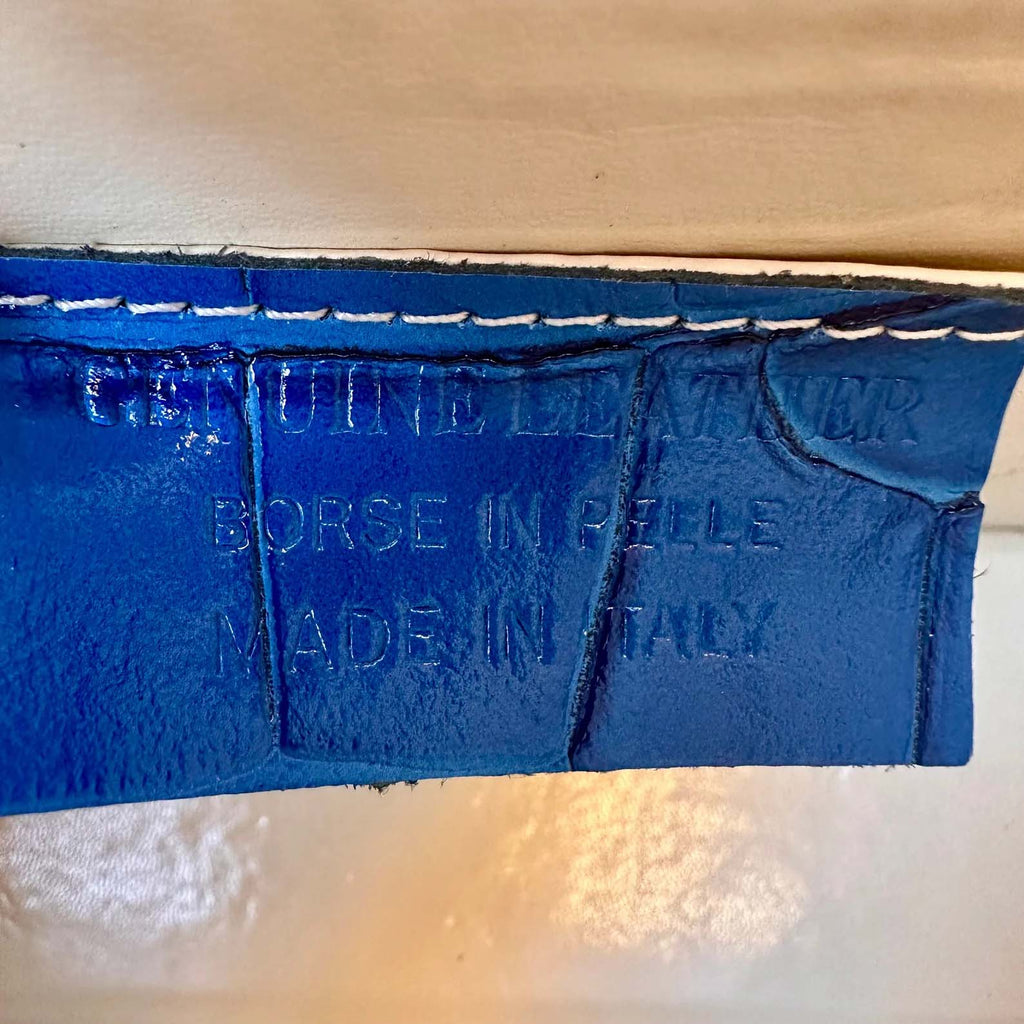 GENUINE LEATHER
BORSE IN PELLE
MADE IN ITALY